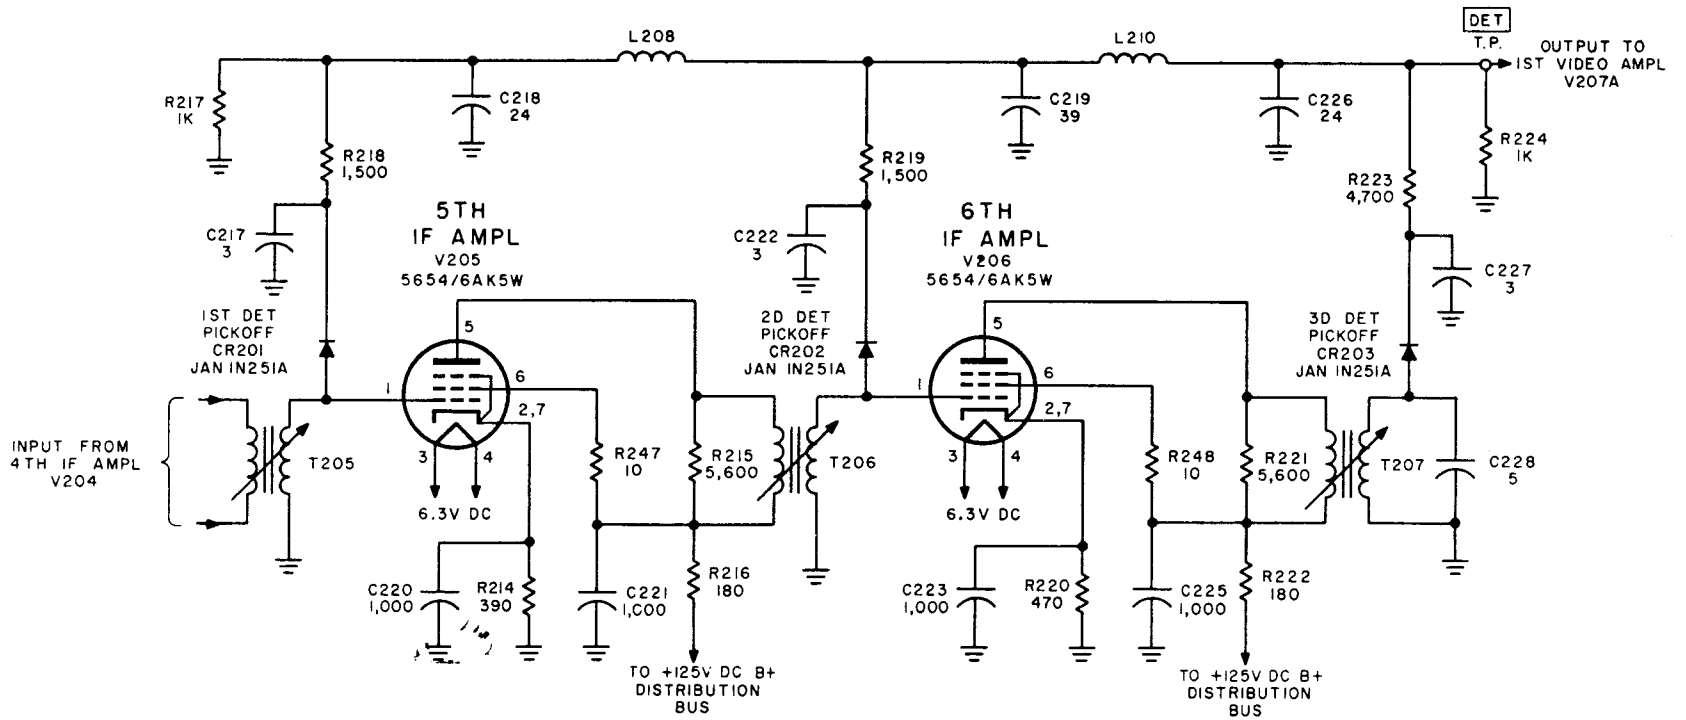 L208
L210
DET
T.P.
OUTPUT TO
1ST VIDEO AMPL
V207A
R217
1K
C218
24
C219
39
C226
24
R218
1,500
R219
1,500
R224
1K
R223
4,700
C217
3
5TH
IF AMPL
V205
5654/6AK5W
C222
3
6TH
IF AMPL
V206
5654/6AK5W
C227
3
1ST DET
PICKOFF
CR201
JAN 1N251A
5
2D DET
PICKOFF
CR202
JAN 1N251A
5
3D DET
PICKOFF
CR203
JAN 1N251A
1
6
2,7
3
4
1
6
2,7
3
4
INPUT FROM
4TH IF AMPL
V204
T205
R247
10
R215
5,600
T206
R248
10
R221
5,600
T207
C228
5
6.3V DC
6.3V DC
C220
1,000
R214
390
C221
1,000
R216
180
C223
1,000
R220
470
C225
1,000
R222
180
TO +125V DC B+
DISTRIBUTION
BUS
TO +125V DC B+
DISTRIBUTION
BUS